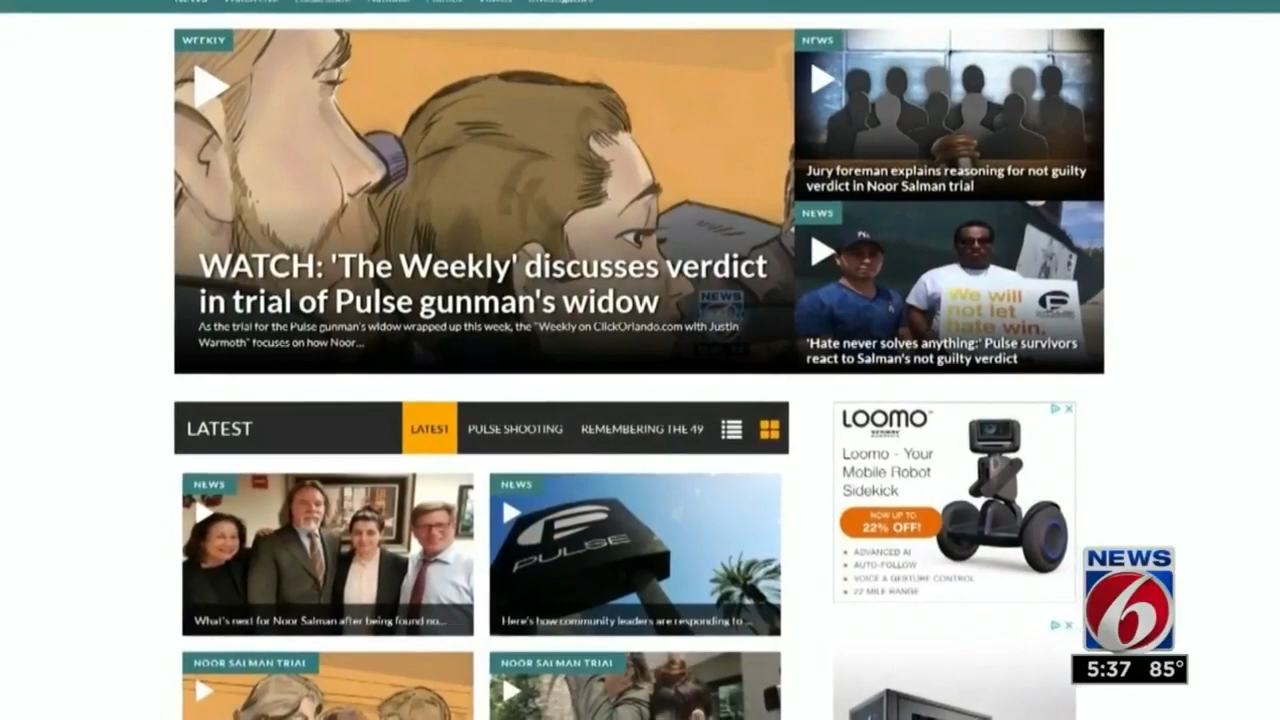 WEEKLY
WATCH: 'The Weekly' discusses verdict
in trial of Pulse gunman's widow
As the trial for the Pulse gunman's widow wrapped up this week, the "Weekly on ClickOrlando.com with Justin
Warmoth" focuses on how Noor...
NEWS
NEWS
Jury foreman explains reasoning for not guilty
verdict in Noor Salman trial
NEWS
We will
not let
hate win.
'Hate never solves anything:' Pulse survivors
react to Salman's not guilty verdict
LATEST
LATEST
PULSE SHOOTING
REMEMBERING THE 49
NEWS
What's next for Noor Salman after being found no...
NEWS
PULSE
Here's how community leaders are responding to ...
NOOR SALMAN TRIAL
NOOR SALMAN TRIAL
LOOMO
Loomo - Your
Mobile Robot
Sidekick
NOW UP TO
22% OFF!
ADVANCED AI
AUTO-FOLLOW
VOICE & GESTURE CONTROL
22 MILE RANGE
NEWS
6
5:37 85°